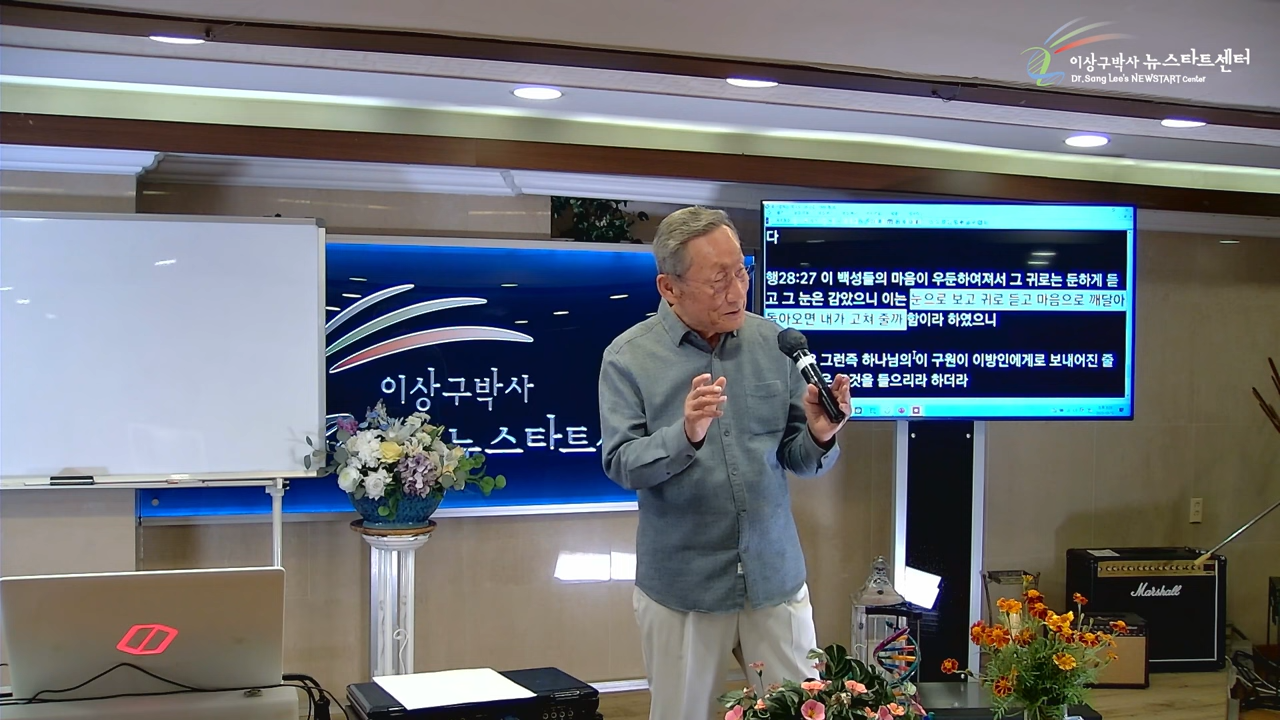 이상구박사 뉴스타트센터
Dr. Sang Lee's NEWSTART Center
이상구박사
뉴스타트
다
행28:27 이 백성들의 마음이 우둔하여져서 그 귀로는 둔하게 듣
고 그 눈은 감았으니 이는 눈으로 보고 귀로 듣고 마음으로 깨달아
돌아오면 내가 고쳐 줄까 함이라 하였으니
그런즉 하나님의 이 구원이 이방인에게로 보내어진 줄
것을 들으리라 하더라
Marshall